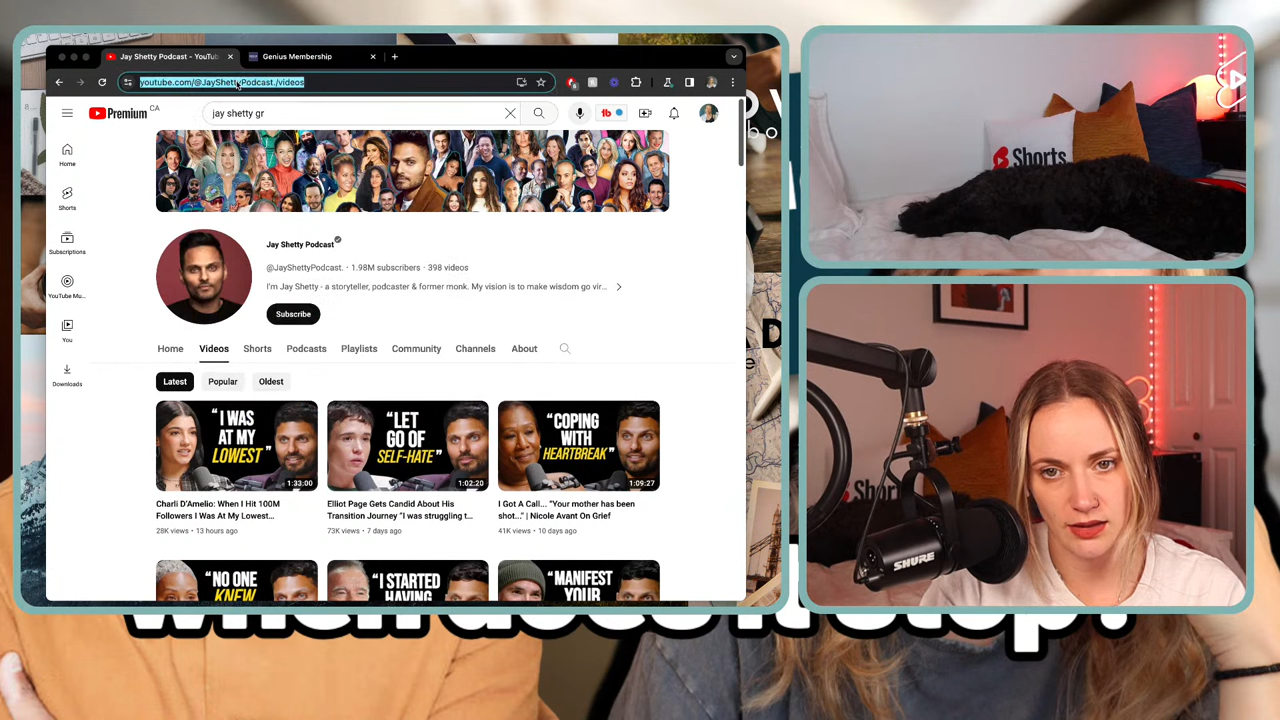 Jay Shetty Podcast - YouTub
Genius Membership
youtube.com/@JayShettyPodcast./videos
Premium
CA
jay shetty gr
Home
Shorts
Subscriptions
YouTube Mu...
You
Downloads
Jay Shetty Podcast
@JayShettyPodcast. · 1.98M subscribers · 398 videos
I'm Jay Shetty - a storyteller, podcaster & former monk. My vision is to make wisdom go vir...
Subscribe
Home Videos Shorts Podcasts Playlists Community Channels About
Latest Popular Oldest
"I WAS
AT MY
LOWEST"
1:33:00
Charli D'Amelio: When I Hit 100M
Followers I Was At My Lowest...
28K views · 13 hours ago
"LET
GO OF
SELF-HATE"
1:02:20
Elliot Page Gets Candid About His
Transition Journey "I was struggling t...
73K views · 7 days ago
"COPING
WITH
HEARTBREAK"
1:09:27
I Got A Call... "Your mother has been
shot..." | Nicole Avant On Grief
41K views · 10 days ago
"NO ONE
KNEW
"I STARTED
HAVING
"MANIFEST
YOUR
Shorts
SHURE
when does it stop?